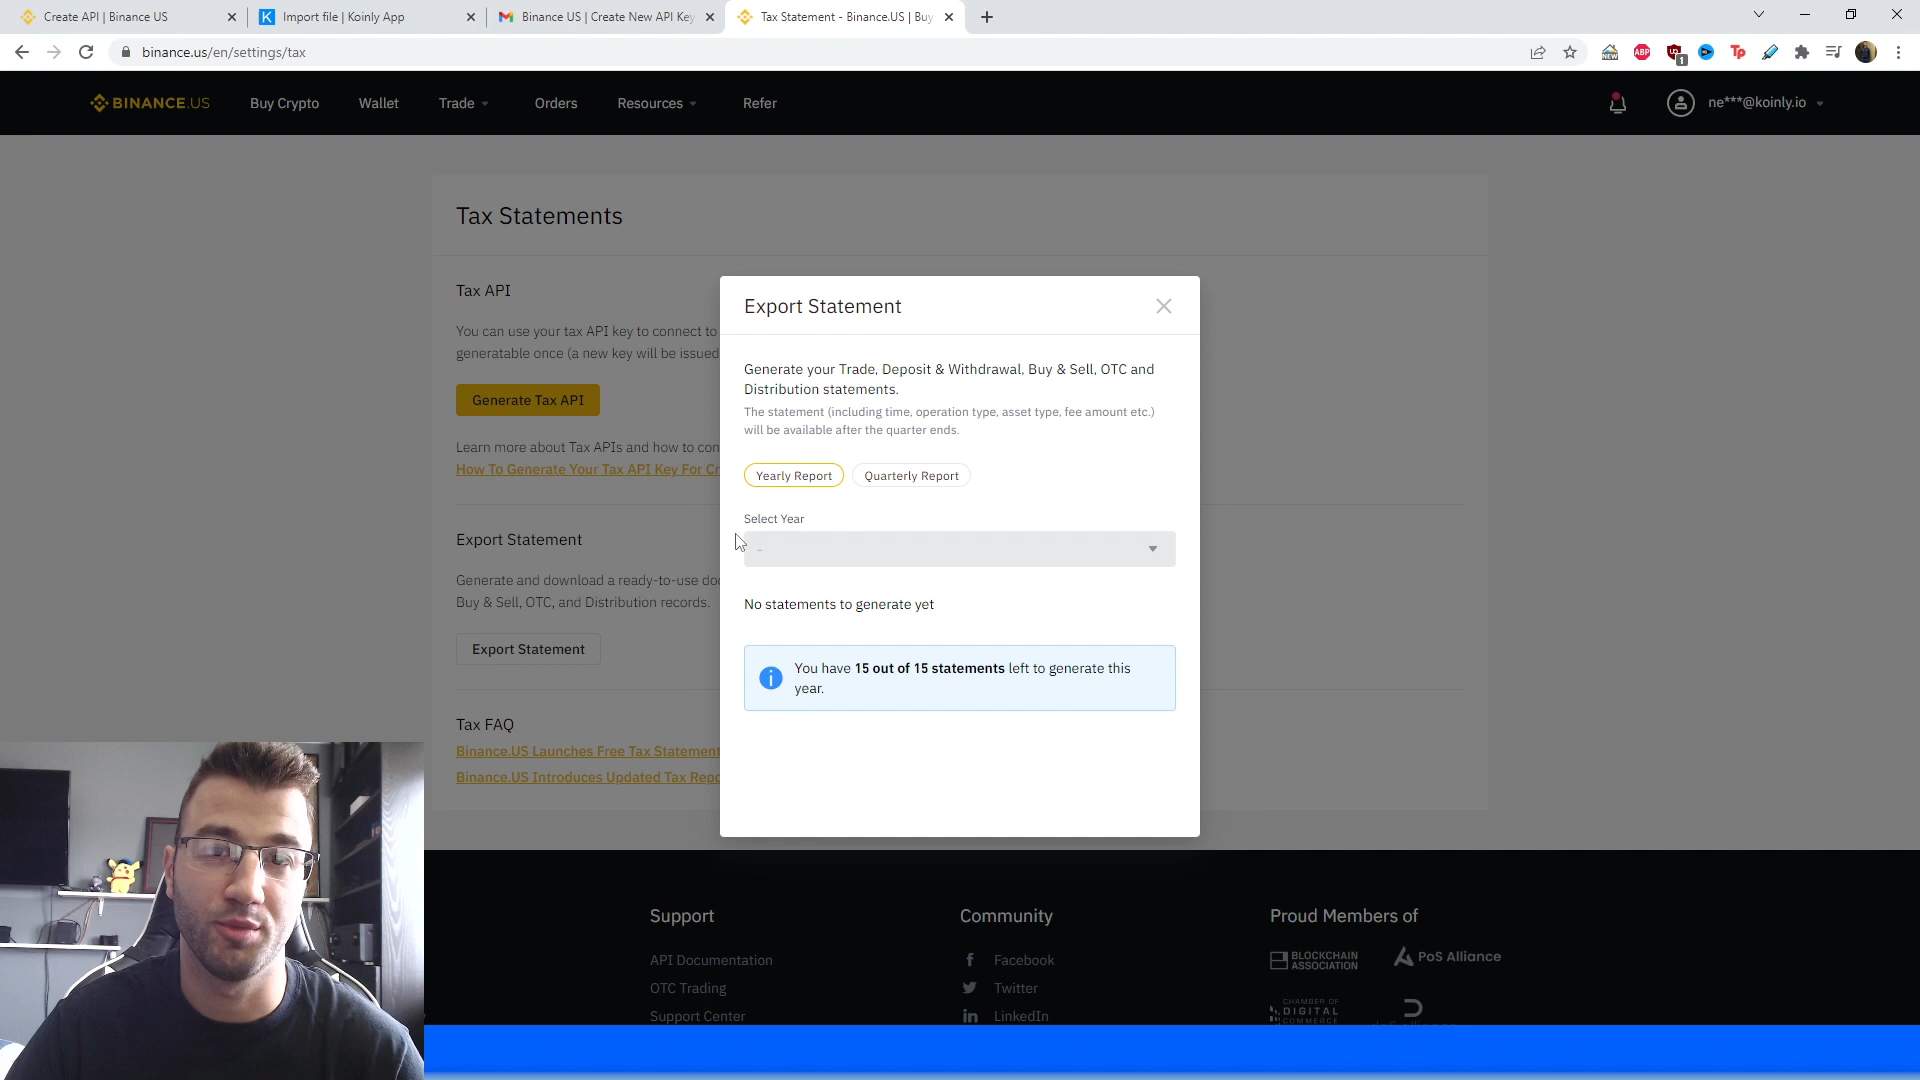 Create API | Binance US
Import file | Koinly App
Binance US | Create New API Key
Tax Statement - Binance.US | Buy
binance.us/en/settings/tax
NEW
ABP
1
Tp
BINANCE.US
Buy Crypto
Wallet
Trade
Orders
Resources
Refer
ne***@koinly.io
Tax Statements
Tax API
You can use your tax API key to connect to
generatable once (a new key will be issued
Generate Tax API
Learn more about Tax APIs and how to con
How To Generate Your Tax API Key For Cr
Export Statement
Generate and download a ready-to-use do
Buy & Sell, OTC, and Distribution records.
Export Statement
Tax FAQ
Binance.US Launches Free Tax Statement
Binance.US Introduces Updated Tax Repo
Export Statement
Generate your Trade, Deposit & Withdrawal, Buy & Sell, OTC and
Distribution statements.
The statement (including time, operation type, asset type, fee amount etc.)
will be available after the quarter ends.
Yearly Report
Quarterly Report
Select Year
-
No statements to generate yet
You have 15 out of 15 statements left to generate this
year.
Support
API Documentation
OTC Trading
Support Center
Community
Facebook
Twitter
LinkedIn
Proud Members of
BLOCKCHAIN
ASSOCIATION
PoS Alliance
CHAMBER OF
DIGITAL
COMMERCE